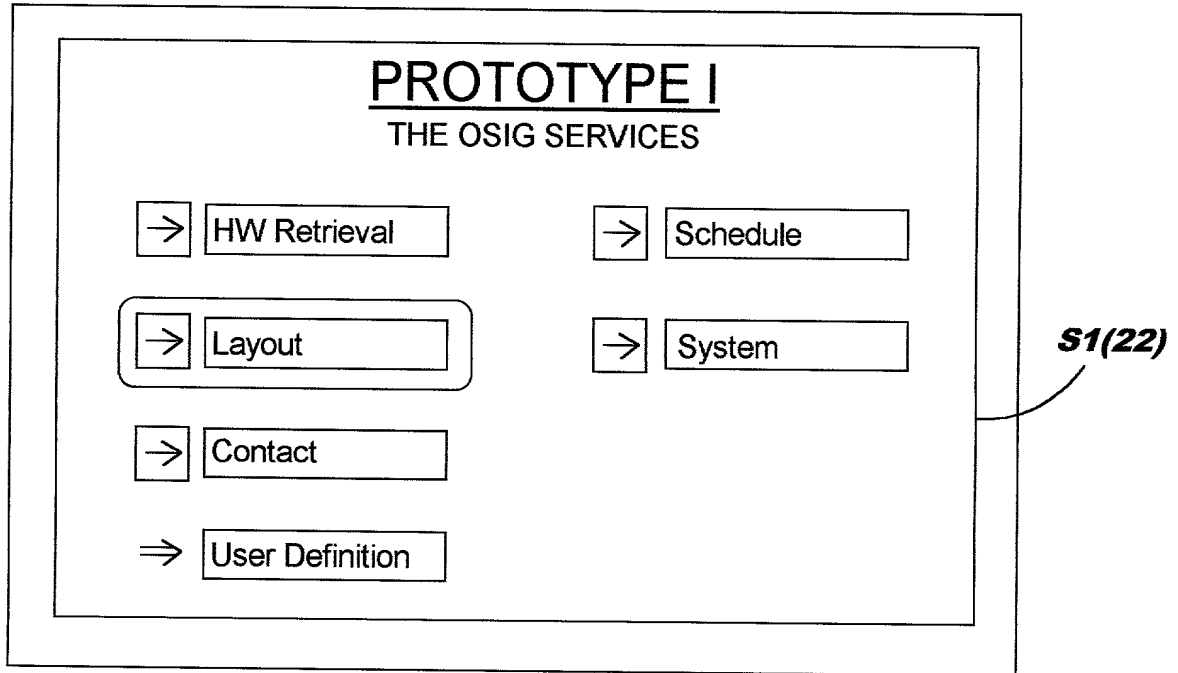 PROTOTYPE I
THE OSIG SERVICES
HW Retrieval
Schedule
Layout
System
S1(22)
Contact
User Definition